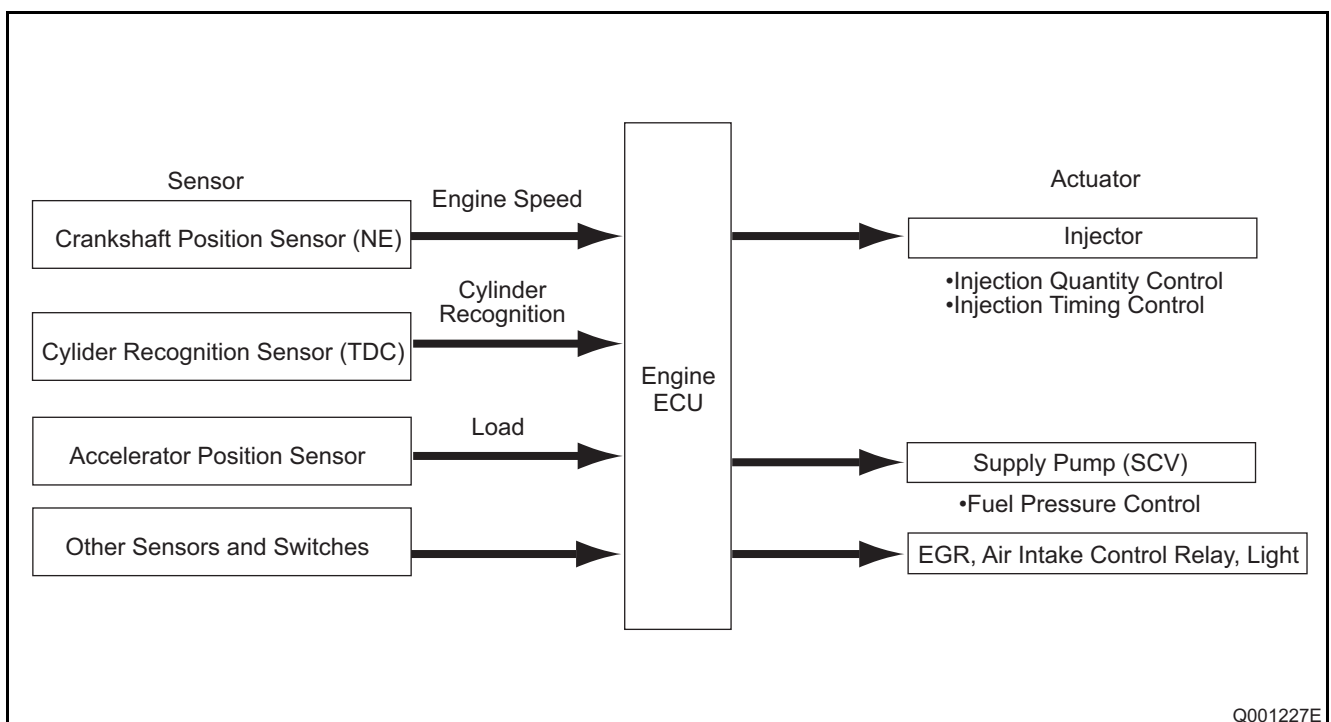 Sensor
Crankshaft Position Sensor (NE)
Engine Speed
Cylider Recognition Sensor (TDC)
Cylinder
Recognition
Accelerator Position Sensor
Load
Other Sensors and Switches
Engine
ECU
Actuator
Injector
•Injection Quantity Control
•Injection Timing Control
Supply Pump (SCV)
•Fuel Pressure Control
EGR, Air Intake Control Relay, Light
Q001227E